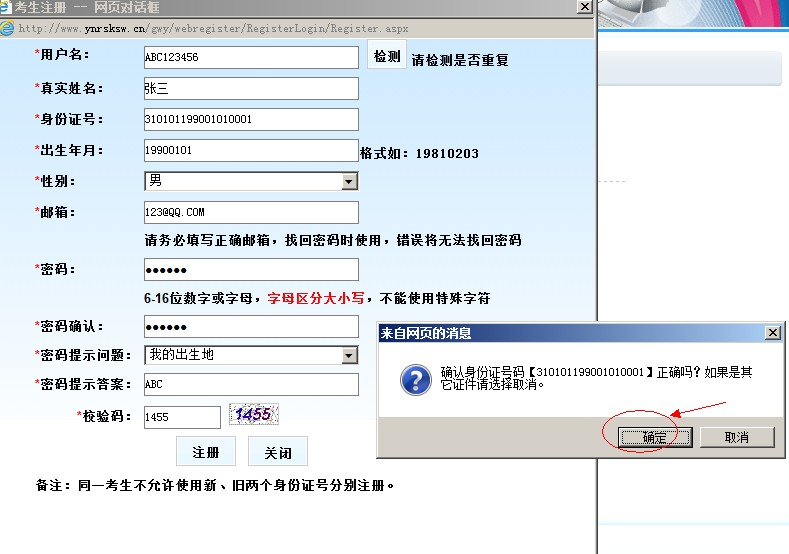 考生注册 -- 网页对话框
http://www.ynrsksw.cn/gwy/webregister/RegisterLogin/Register.aspx
*用户名： ABC123456 检测 请检测是否重复
*真实姓名： 张三
*身份证号： 310101199001010001
*出生年月： 19900101 格式如：19810203
*性别： 男
*邮箱： 123@QQ.COM
请务必填写正确邮箱，找回密码时使用，错误将无法找回密码
*密码： ●●●●●●
6-16位数字或字母，字母区分大小写，不能使用特殊字符
*密码确认： ●●●●●●
*密码提示问题： 我的出生地
*密码提示答案： ABC
*校验码： 1455 1455
注册 关闭
备注：同一考生不允许使用新、旧两个身份证号分别注册。
来自网页的消息
确认身份证号码【310101199001010001】正确吗？如果是其
它证件请选择取消。
确定 取消